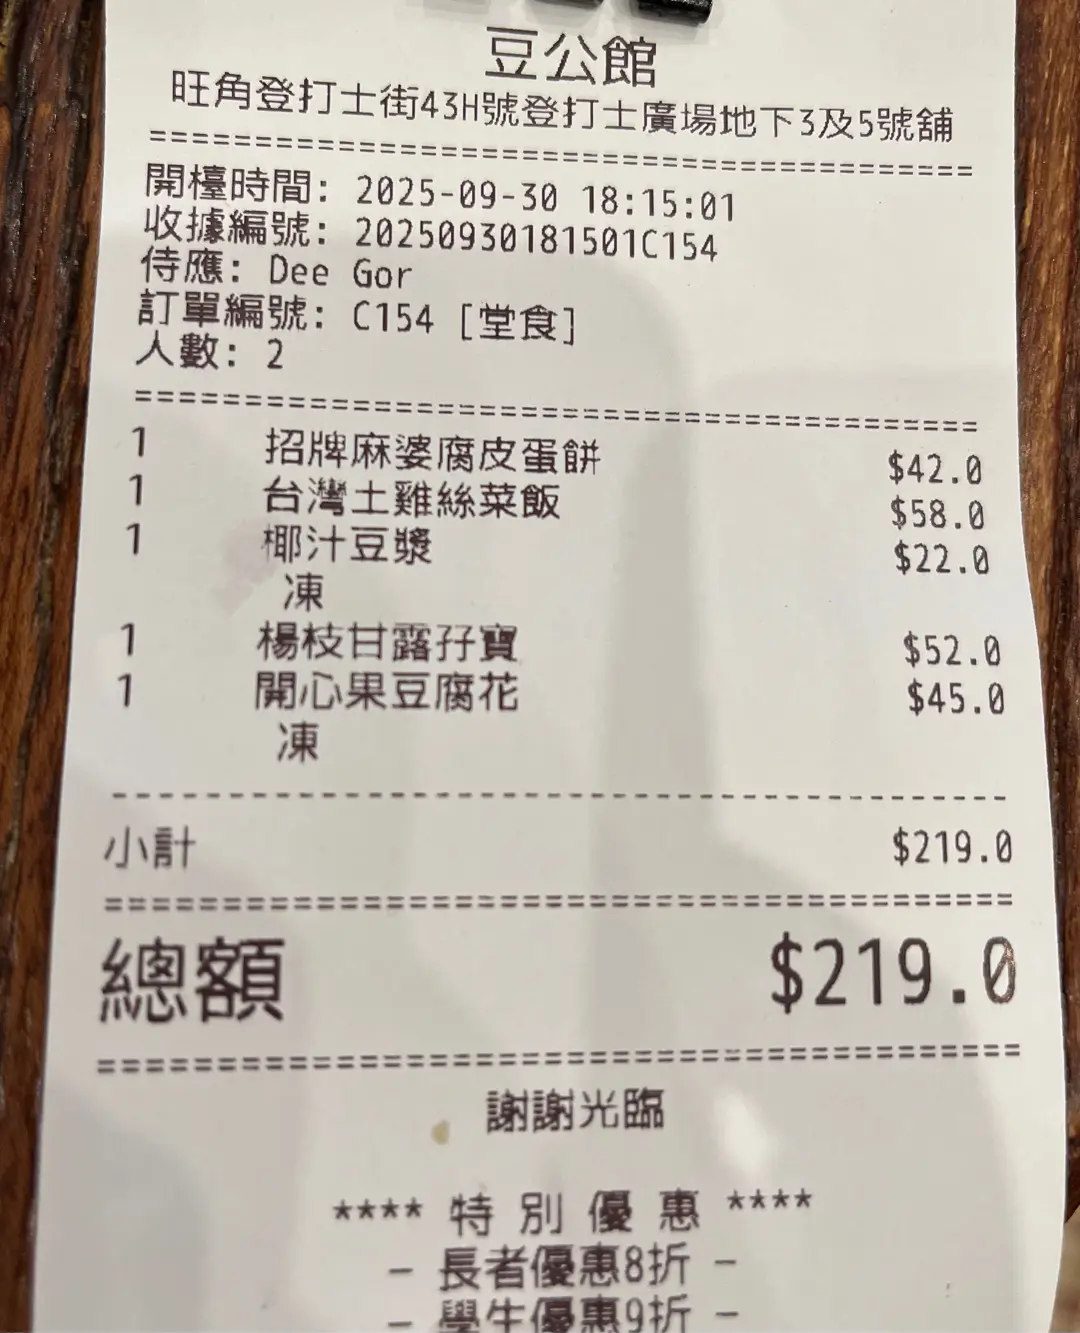 豆公館
旺角登打士街43H號登打士廣場地下3及5號舖
======================================
開檯時間: 2025-09-30 18:15:01
收據編號: 20250930181501C154
侍應: Dee Gor
訂單編號: C154 [堂食]
人數: 2
======================================
1 招牌麻婆腐皮蛋餅 $42.0
1 台灣土雞絲菜飯 $58.0
1 椰汁豆漿 $22.0
凍
1 楊枝甘露孖寶 $52.0
1 開心果豆腐花 $45.0
凍
--------------------------------------
小計 $219.0
======================================
總額 $219.0
======================================
謝謝光臨
**** 特 別 優 惠 ****
- 長者優惠8折 -
- 學生優惠9折 -